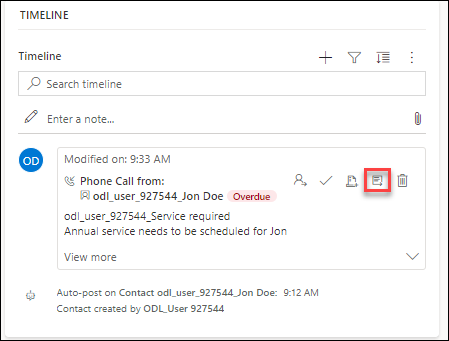 TIMELINE
Timeline
Search timeline
Enter a note...
OD
Modified on: 9:33 AM
Phone Call from:
odl_user_927544_Jon Doe Overdue
odl_user_927544_Service required
Annual service needs to be scheduled for Jon
View more
Auto-post on Contact odl_user_927544_Jon Doe: 9:12 AM
Contact created by ODL_User 927544